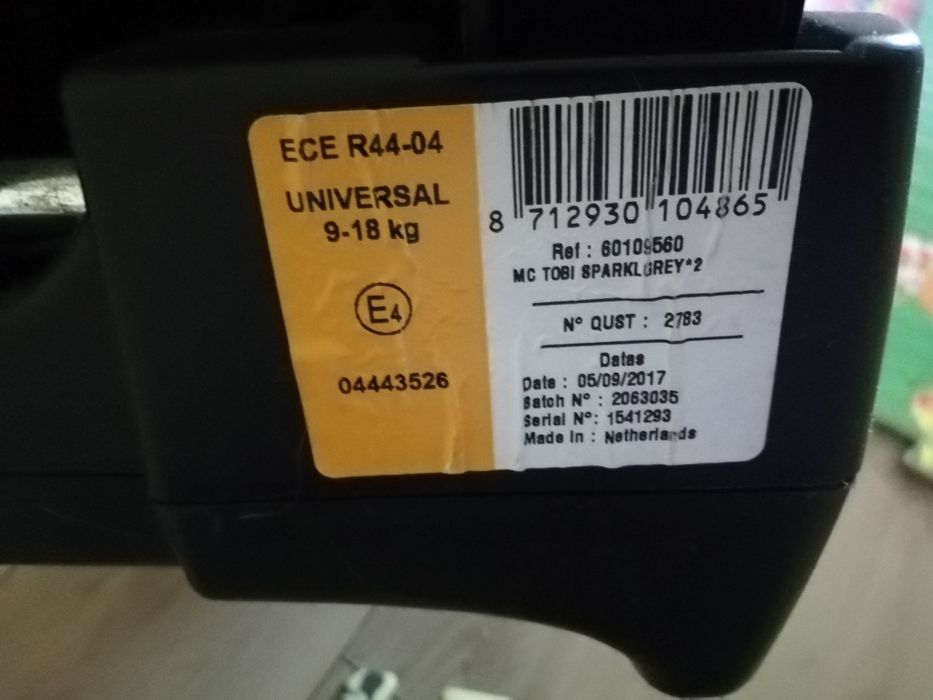 ECE R44-04
UNIVERSAL
9-18 kg
E4
04443526
8 712930 104865
Ref : 60109560
MC TOBI SPARKLGREY*2
N° QUST : 2783
Datas
Date : 05/09/2017
Batch N° : 2063035
Serial N°: 1541293
Made in : Netherlands